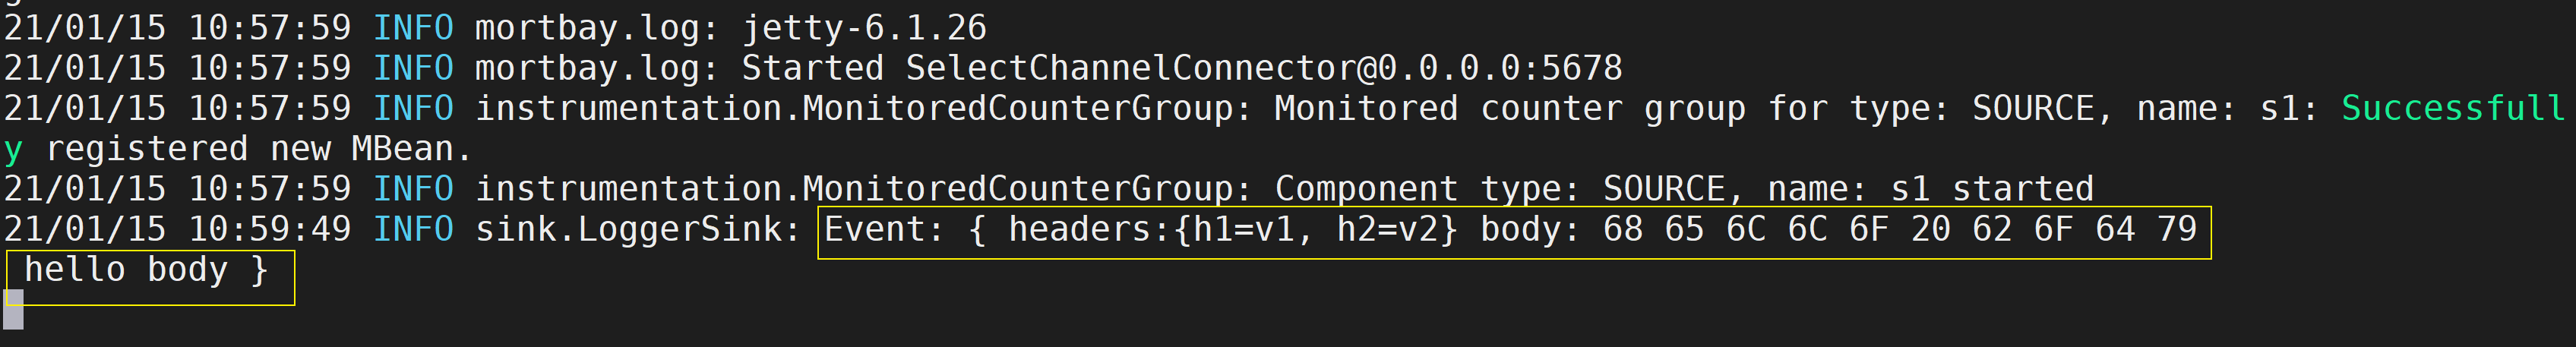 21/01/15 10:57:59 INFO mortbay.log: jetty-6.1.26
21/01/15 10:57:59 INFO mortbay.log: Started SelectChannelConnector@0.0.0.0:5678
21/01/15 10:57:59 INFO instrumentation.MonitoredCounterGroup: Monitored counter group for type: SOURCE, name: s1: Successfull
y registered new MBean.
21/01/15 10:57:59 INFO instrumentation.MonitoredCounterGroup: Component type: SOURCE, name: s1 started
21/01/15 10:59:49 INFO sink.LoggerSink: Event: { headers:{h1=v1, h2=v2} body: 68 65 6C 6C 6F 20 62 6F 64 79
hello body }